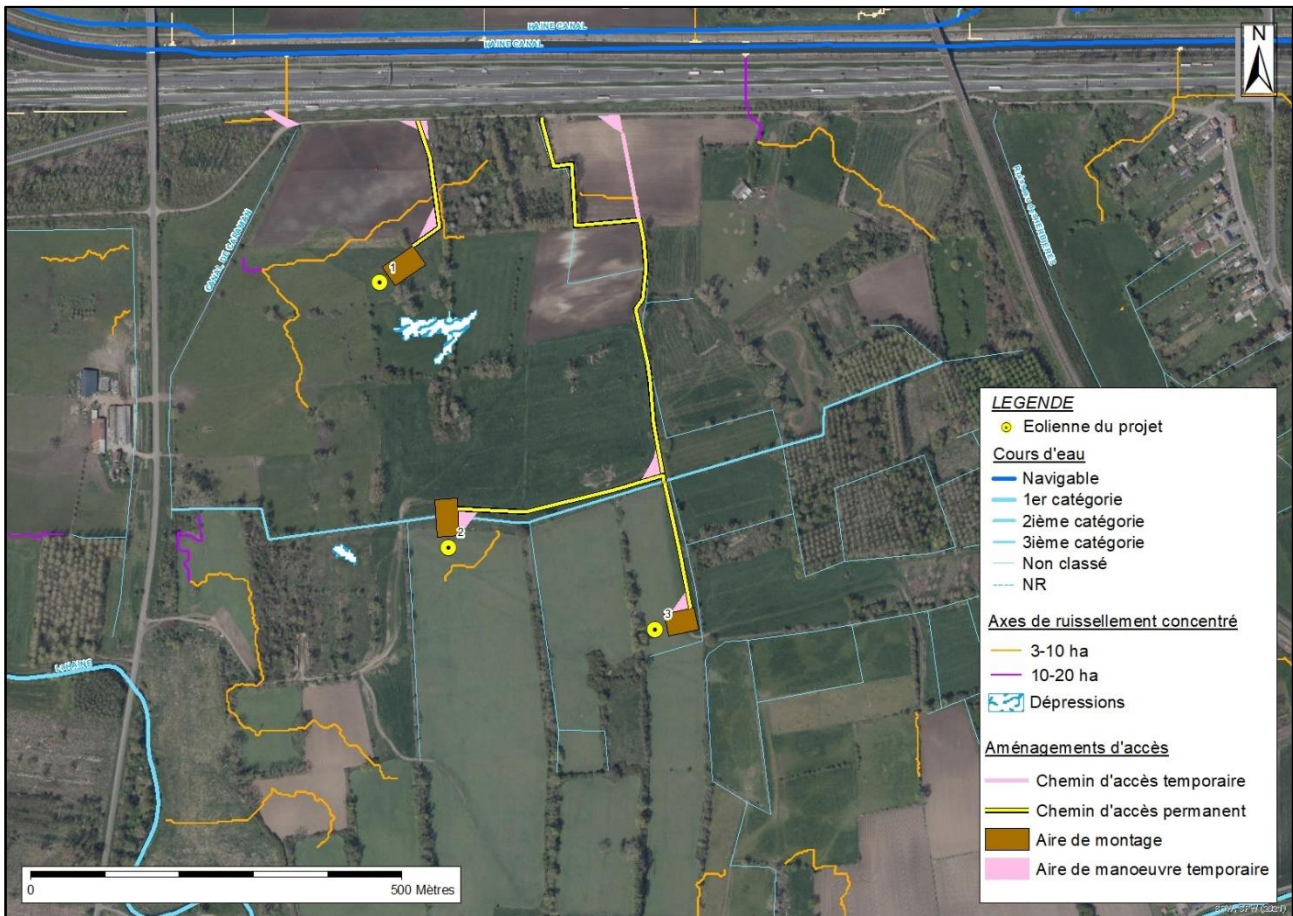 HAINE CANAL
HAINE CANAL
N
CANAL DE CARAMAN
1
2
3
LA HAINE
LEGENDE
Eolienne du projet
Cours d'eau
Navigable
1er catégorie
2ième catégorie
3ième catégorie
Non classé
NR
Axes de ruissellement concentré
3-10 ha
10-20 ha
Dépressions
Aménagements d'accès
Chemin d'accès temporaire
Chemin d'accès permanent
Aire de montage
Aire de manoeuvre temporaire
0
500 Mètres